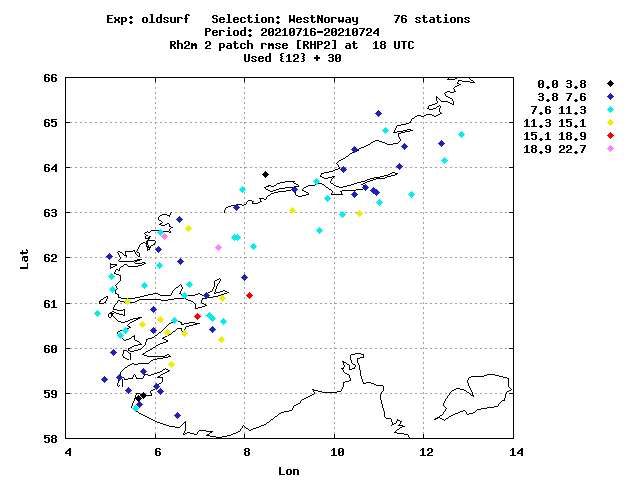 Exp: oldsurf   Selection: WestNorway     76 stations
Period: 20210716-20210724
Rh2m 2 patch rmse [RHP2] at  18 UTC
Used {12} + 30
0.0 3.8
3.8 7.6
7.6 11.3
11.3 15.1
15.1 18.9
18.9 22.7
66
65
64
63
62
61
60
59
58
Lat
4 6 8 10 12 14
Lon